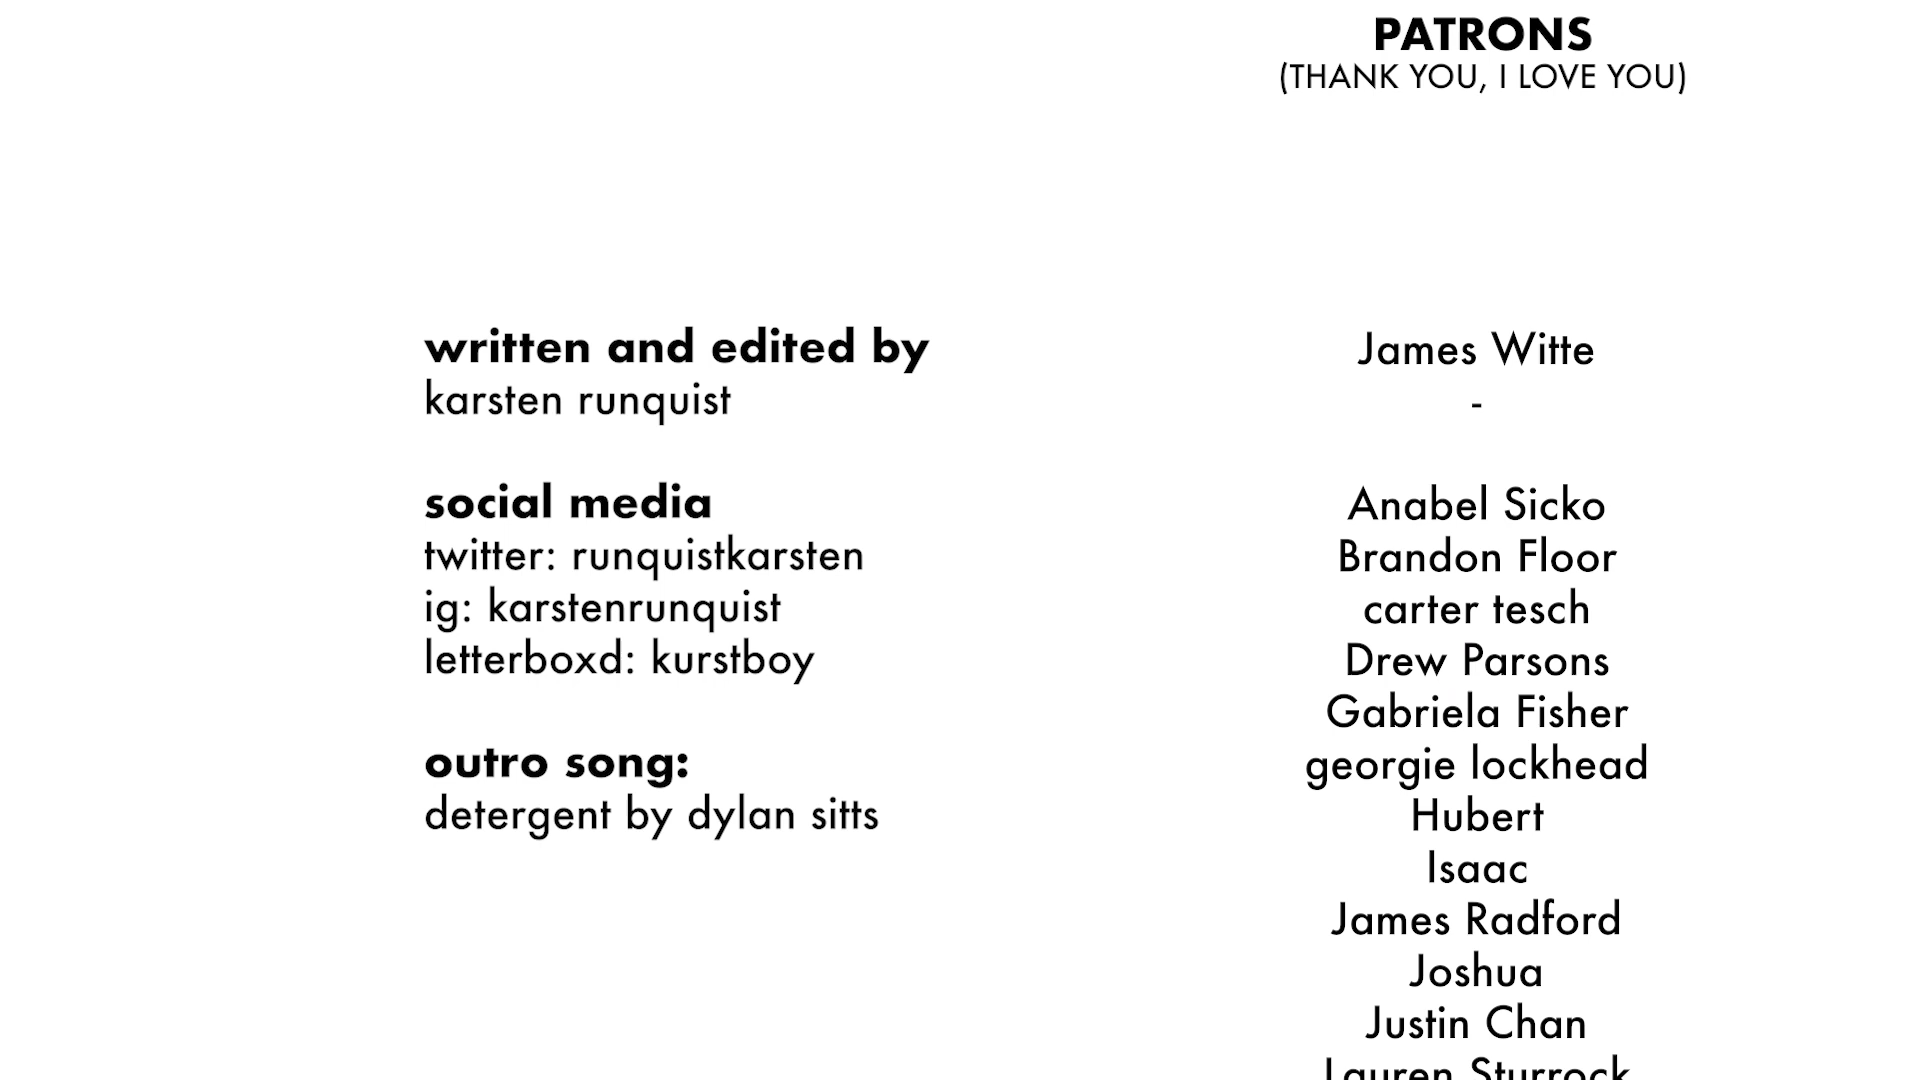 PATRONS
(THANK YOU, I LOVE YOU)
written and edited by
karsten runquist
social media
twitter: runquistkarsten
ig: karstenrunquist
letterboxd: kurstboy
outro song:
detergent by dylan sitts
James Witte
-
Anabel Sicko
Brandon Floor
carter tesch
Drew Parsons
Gabriela Fisher
georgie lockhead
Hubert
Isaac
James Radford
Joshua
Justin Chan
Lauren Sturrock